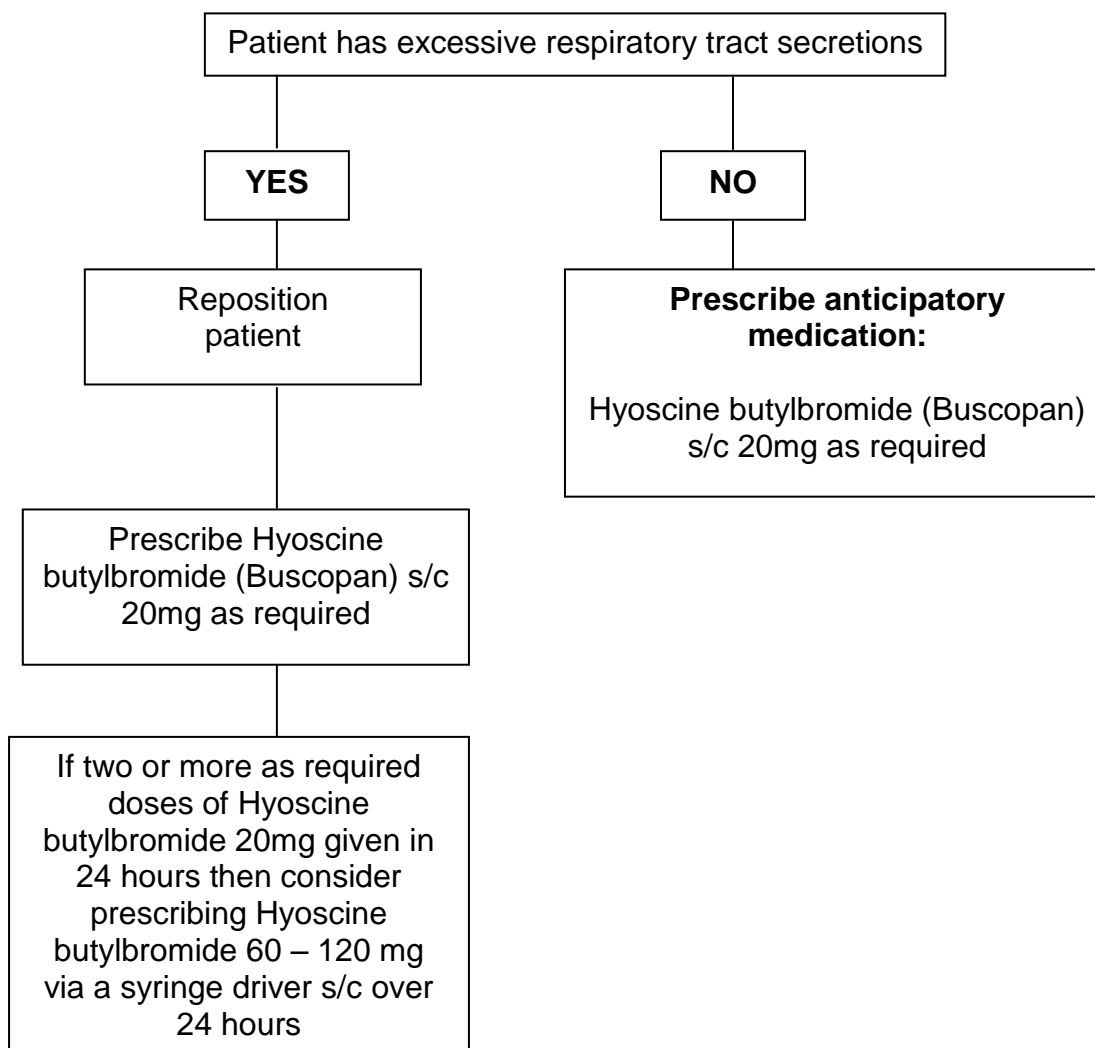 Patient has excessive respiratory tract secretions
YES
NO
Reposition
patient
Prescribe anticipatory
medication:
Hyoscine butylbromide (Buscopan)
s/c 20mg as required
Prescribe Hyoscine
butylbromide (Buscopan) s/c
20mg as required
If two or more as required
doses of Hyoscine
butylbromide 20mg given in
24 hours then consider
prescribing Hyoscine
butylbromide 60 – 120 mg
via a syringe driver s/c over
24 hours